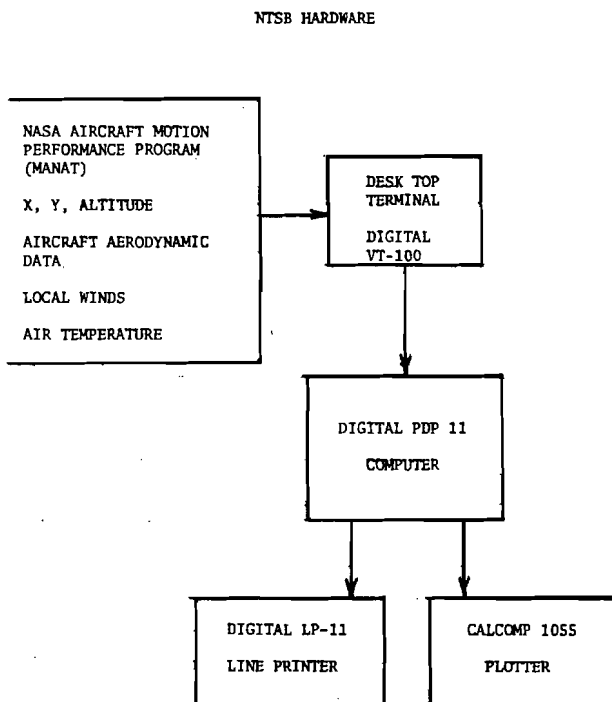 NTSB HARDWARE
NASA AIRCRAFT MOTION
PERFORMANCE PROGRAM
(MANAT)
X, Y, ALTITUDE
AIRCRAFT AERODYNAMIC
DATA
LOCAL WINDS
AIR TEMPERATURE
DESK TOP
TERMINAL
DIGITAL
VT-100
DIGITAL PDP 11
COMPUTER
DIGITAL LP-11
LINE PRINTER
CALCOMP 1055
PLOTTER